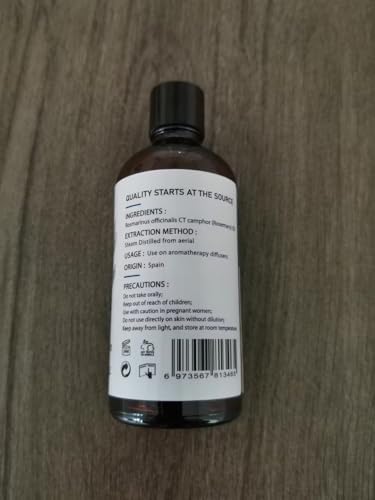 QUALITY STARTS AT THE SOURCE
INGREDIENTS :
Rosmarinus officinalis CT camphor (Rosemary) Oil
EXTRACTION METHOD :
Steam Distilled from aerial
USAGE : Use on aromatherapy diffusers
ORIGIN : Spain
PRECAUTIONS :
Do not take orally;
Keep out of reach of children;
Use with caution in pregnant women;
Do not use directly on skin without dilution;
Keep away from light, and store at room temperature
6 973567